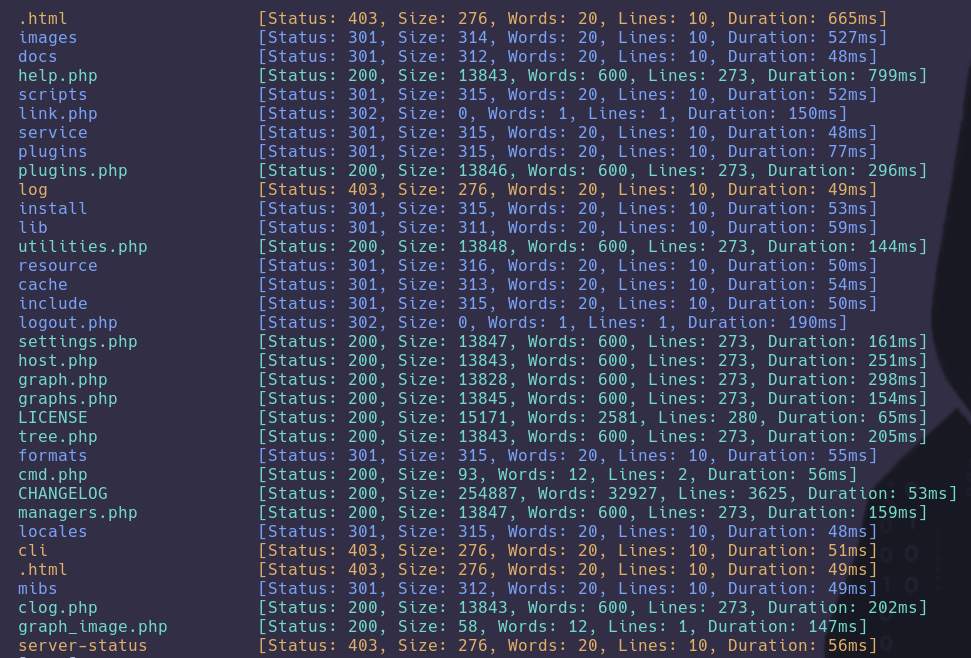 .html [Status: 403, Size: 276, Words: 20, Lines: 10, Duration: 665ms]
images [Status: 301, Size: 314, Words: 20, Lines: 10, Duration: 527ms]
docs [Status: 301, Size: 312, Words: 20, Lines: 10, Duration: 48ms]
help.php [Status: 200, Size: 13843, Words: 600, Lines: 273, Duration: 799ms]
scripts [Status: 301, Size: 315, Words: 20, Lines: 10, Duration: 52ms]
link.php [Status: 302, Size: 0, Words: 1, Lines: 1, Duration: 150ms]
service [Status: 301, Size: 315, Words: 20, Lines: 10, Duration: 48ms]
plugins [Status: 301, Size: 315, Words: 20, Lines: 10, Duration: 77ms]
plugins.php [Status: 200, Size: 13846, Words: 600, Lines: 273, Duration: 296ms]
log [Status: 403, Size: 276, Words: 20, Lines: 10, Duration: 49ms]
install [Status: 301, Size: 315, Words: 20, Lines: 10, Duration: 53ms]
lib [Status: 301, Size: 311, Words: 20, Lines: 10, Duration: 59ms]
utilities.php [Status: 200, Size: 13848, Words: 600, Lines: 273, Duration: 144ms]
resource [Status: 301, Size: 316, Words: 20, Lines: 10, Duration: 50ms]
cache [Status: 301, Size: 313, Words: 20, Lines: 10, Duration: 54ms]
include [Status: 301, Size: 315, Words: 20, Lines: 10, Duration: 50ms]
logout.php [Status: 302, Size: 0, Words: 1, Lines: 1, Duration: 190ms]
settings.php [Status: 200, Size: 13847, Words: 600, Lines: 273, Duration: 161ms]
host.php [Status: 200, Size: 13843, Words: 600, Lines: 273, Duration: 251ms]
graph.php [Status: 200, Size: 13828, Words: 600, Lines: 273, Duration: 298ms]
graphs.php [Status: 200, Size: 13845, Words: 600, Lines: 273, Duration: 154ms]
LICENSE [Status: 200, Size: 15171, Words: 2581, Lines: 280, Duration: 65ms]
tree.php [Status: 200, Size: 13843, Words: 600, Lines: 273, Duration: 205ms]
formats [Status: 301, Size: 315, Words: 20, Lines: 10, Duration: 55ms]
cmd.php [Status: 200, Size: 93, Words: 12, Lines: 2, Duration: 56ms]
CHANGELOG [Status: 200, Size: 254887, Words: 32927, Lines: 3625, Duration: 53ms]
managers.php [Status: 200, Size: 13847, Words: 600, Lines: 273, Duration: 159ms]
locales [Status: 301, Size: 315, Words: 20, Lines: 10, Duration: 48ms]
cli [Status: 403, Size: 276, Words: 20, Lines: 10, Duration: 51ms]
.html [Status: 403, Size: 276, Words: 20, Lines: 10, Duration: 49ms]
mibs [Status: 301, Size: 312, Words: 20, Lines: 10, Duration: 49ms]
clog.php [Status: 200, Size: 13843, Words: 600, Lines: 273, Duration: 202ms]
graph_image.php [Status: 200, Size: 58, Words: 12, Lines: 1, Duration: 147ms]
server-status [Status: 403, Size: 276, Words: 20, Lines: 10, Duration: 56ms]